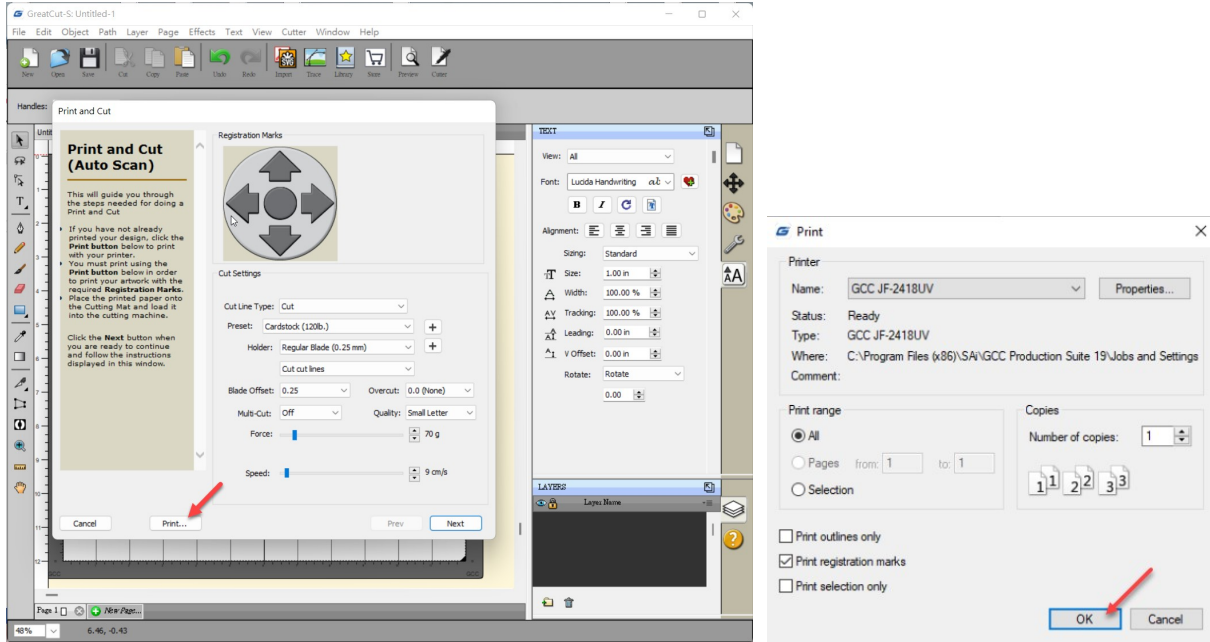 GreatCut-S: Untitled-1
File Edit Object Path Layer Page Effects Text View Cutter Window Help
New Open Save Cut Copy Paste Undo Redo Import Trace Library Store Preview Cutter
Handles:
Print and Cut
Print and Cut
(Auto Scan)
This will guide you through
the steps needed for doing a
Print and Cut
If you have not already
printed your design, click the
Print button below to print
with your printer.
You must print using the
Print button below in order
to print your artwork with the
required Registration Marks.
Place the printed paper onto
the Cutting Mat and load it
into the cutting machine.
Click the Next button when
you are ready to continue
and follow the instructions
displayed in this window.
Registration Marks
Cut Settings
Cut Line Type: Cut
Preset: Cardstock (120lb.)
Holder: Regular Blade (0.25 mm)
Cut cut lines
Blade Offset: 0.25 Overcut: 0.0 (None)
Multi-Cut: Off Quality: Small Letter
Force: 70 g
Speed: 9 cm/s
Cancel Print... Prev Next
TEXT
View: All
Font: Lucida Handwriting
B I
Alignment:
Sizing: Standard
Size: 1.00 in
Width: 100.00 %
Tracking: 100.00 %
Leading: 0.00 in
V Offset: 0.00 in
Rotate: Rotate
0.00
LAYERS
Layer Name
GCC GCC
Page 1 New Page...
48% 6.46, -0.43
Print
Printer
Name: GCC JF-2418UV Properties...
Status: Ready
Type: GCC JF-2418UV
Where: C:\Program Files (x86)\SAi\GCC Production Suite 19\Jobs and Settings
Comment:
Print range
All
Pages from: 1 to: 1
Selection
Copies
Number of copies: 1
1 1 2 2 3 3
Print outlines only
Print registration marks
Print selection only
OK Cancel